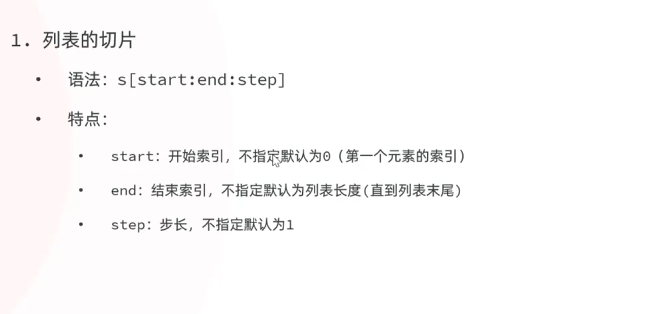 1. 列表的切片
• 语法：s[start:end:step]
• 特点：
• start：开始索引，不指定默认为0（第一个元素的索引）
• end：结束索引，不指定默认为列表长度(直到列表末尾)
• step：步长，不指定默认为1